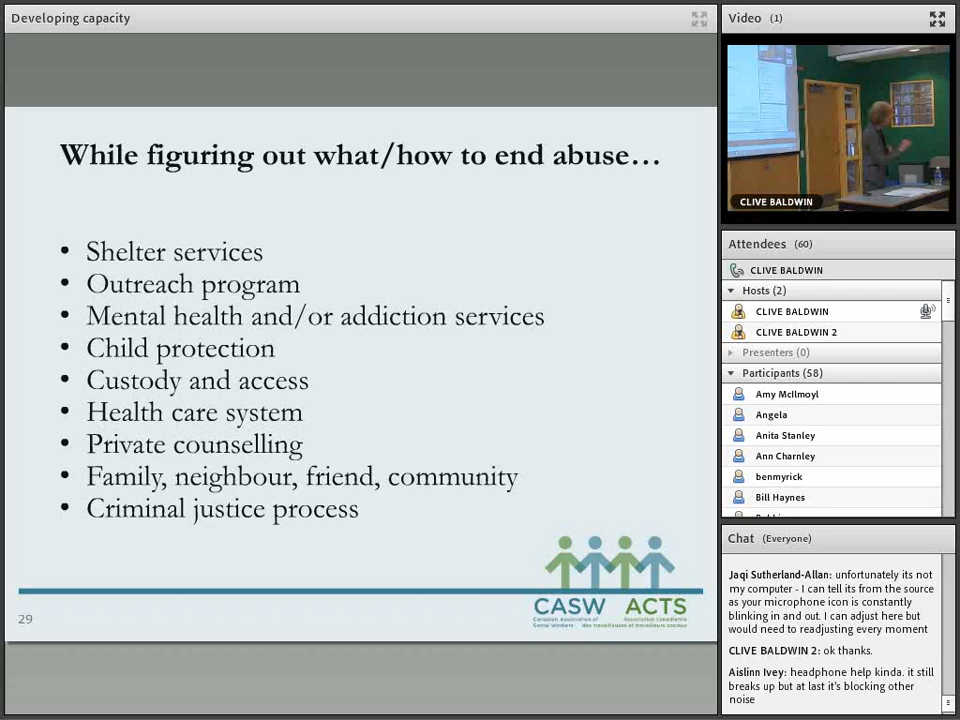 Developing capacity
While figuring out what/how to end abuse…
• Shelter services
• Outreach program
• Mental health and/or addiction services
• Child protection
• Custody and access
• Health care system
• Private counselling
• Family, neighbour, friend, community
• Criminal justice process
29
CASW ACTS
Canadian Association of
Social Workers
Association canadienne
des travailleuses et travailleurs sociaux
Video (1)
CLIVE BALDWIN
Attendees (60)
CLIVE BALDWIN
Hosts (2)
CLIVE BALDWIN
CLIVE BALDWIN 2
Presenters (0)
Participants (58)
Amy McIlmoyl
Angela
Anita Stanley
Ann Charnley
benmyrick
Bill Haynes
Chat (Everyone)
Jaqi Sutherland-Allan: unfortunately its not
my computer - I can tell its from the source
as your microphone icon is constantly
blinking in and out. I can adjust here but
would need to readjusting every moment
CLIVE BALDWIN 2: ok thanks.
Aislinn Ivey: headphone help kinda. it still
breaks up but at last it's blocking other
noise